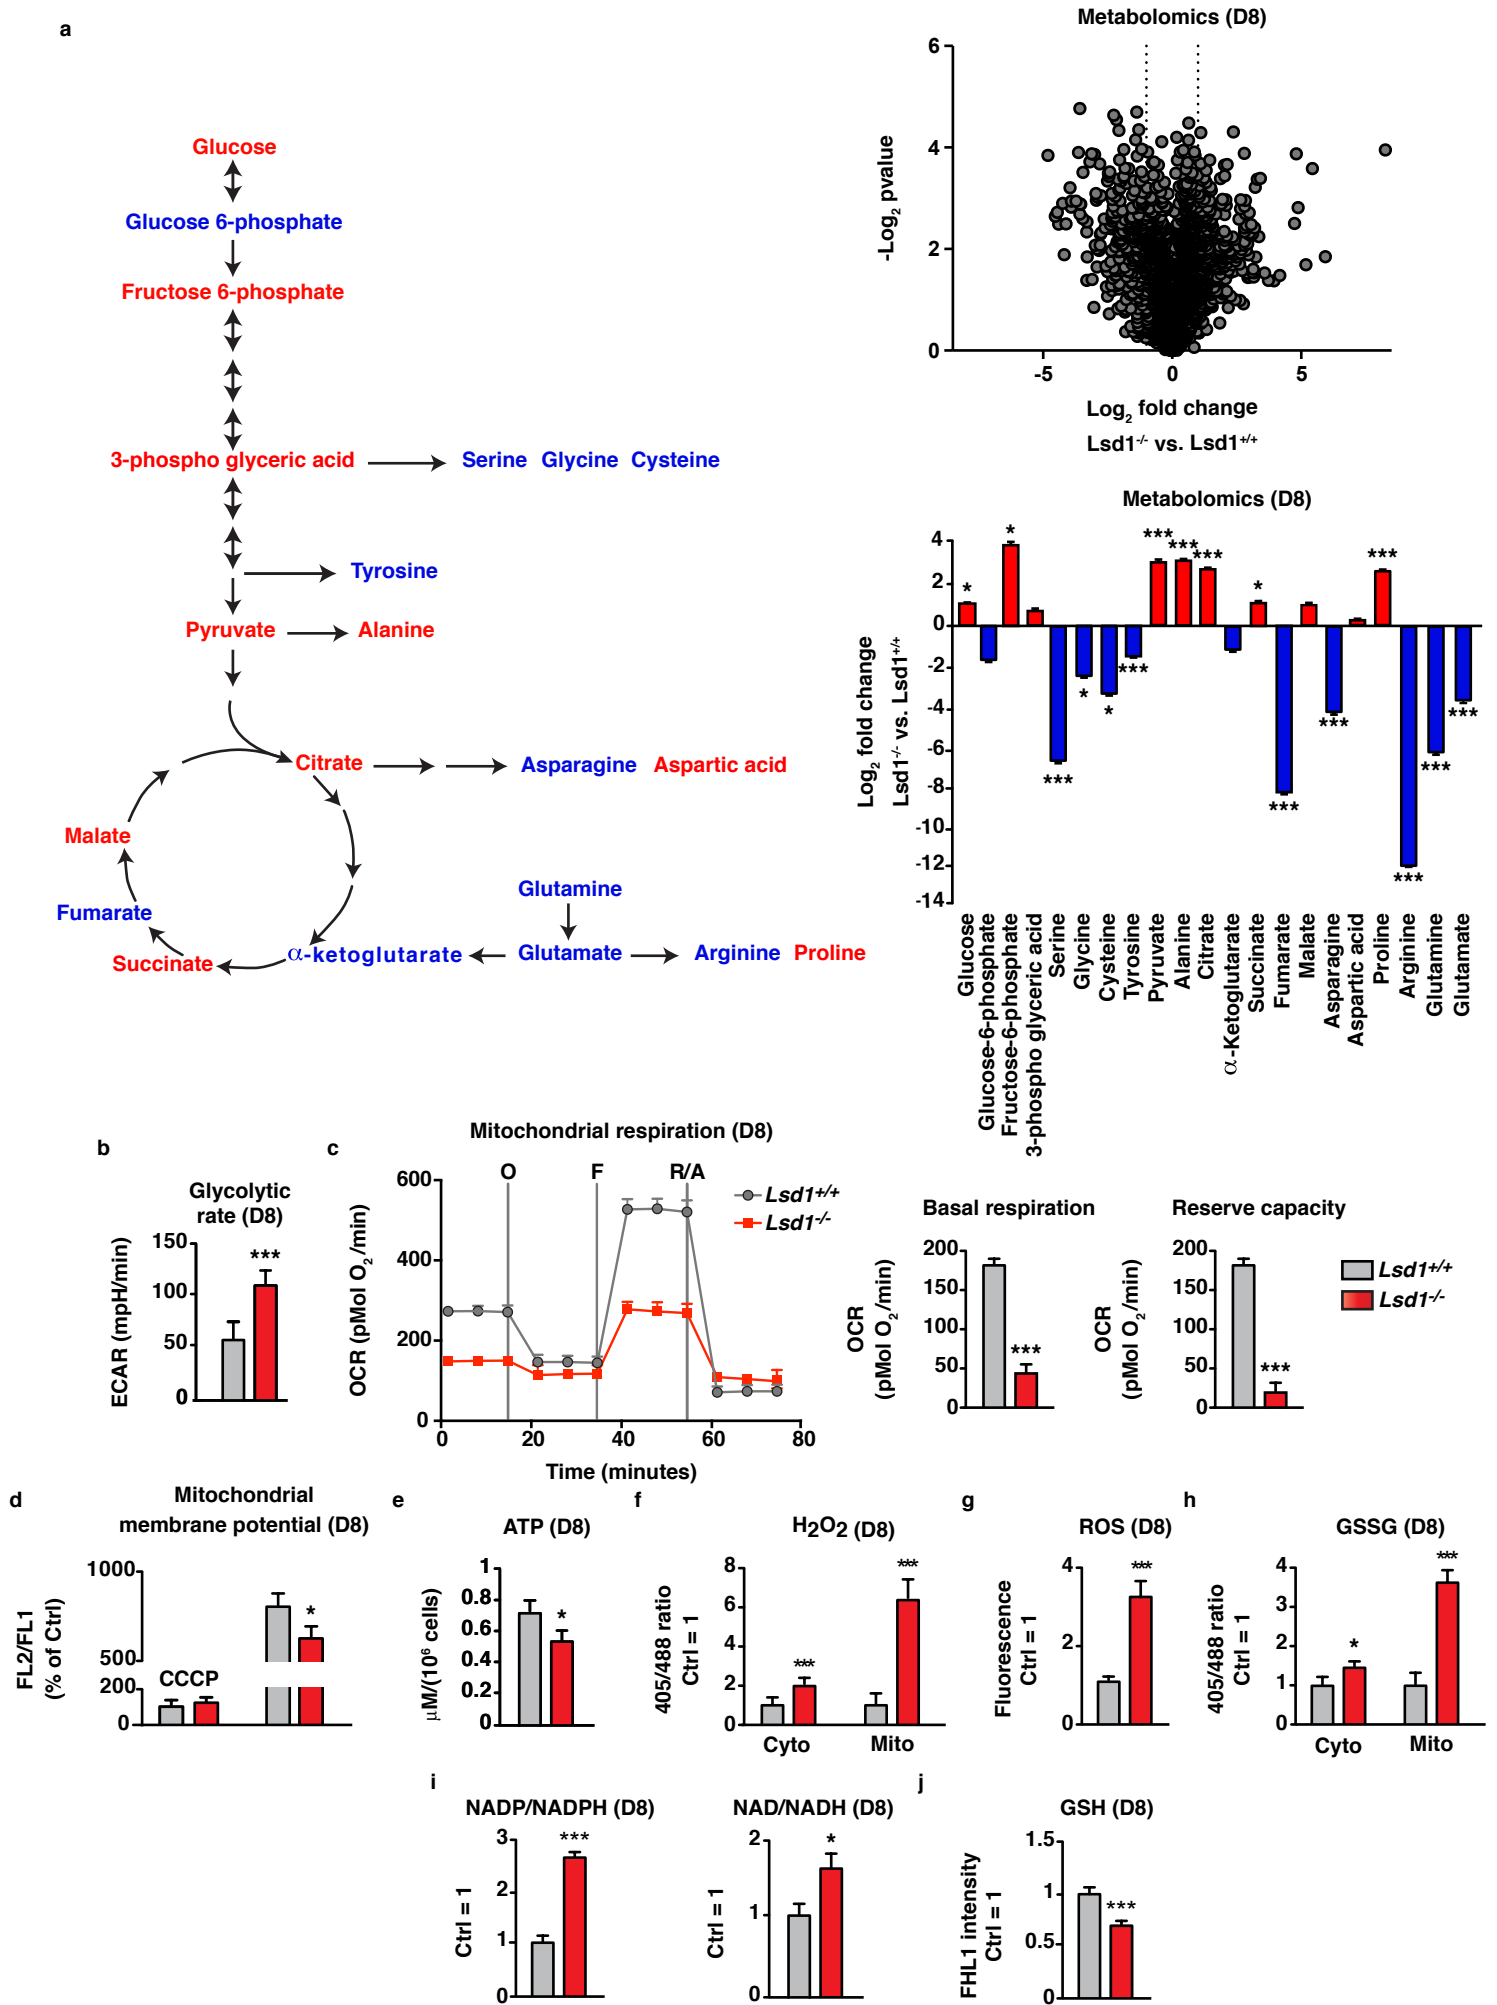 a
Glucose
Glucose 6-phosphate
Fructose 6-phosphate
3-phospho glyceric acid
Serine Glycine Cysteine
Tyrosine
Pyruvate
Alanine
Citrate
Asparagine Aspartic acid
Malate
Fumarate
Succinate
α-ketoglutarate
Glutamine
Glutamate
Arginine Proline
Metabolomics (D8)
6
4
2
0
-Log2 pvalue
-5
0
5
Log2 fold change
Lsd1-/- vs. Lsd1+/+
Metabolomics (D8)
4
2
0
-2
-4
-6
-8
-10
-12
-14
Log2 fold change
Lsd1-/- vs. Lsd1+/+
*
*
***
*
*
***
***
***
***
*
***
***
***
***
***
***
Glucose
Glucose-6-phosphate
Fructose-6-phosphate
3-phospho glyceric acid
Serine
Glycine
Cysteine
Tyrosine
Pyruvate
Alanine
Citrate
α-Ketoglutarate
Succinate
Fumarate
Malate
Asparagine
Aspartic acid
Proline
Arginine
Glutamine
Glutamate
b
Glycolytic
rate (D8)
150
100
50
0
ECAR (mpH/min)
***
c
Mitochondrial respiration (D8)
O
F
R/A
600
400
200
0
OCR (pMol O2/min)
0
20
40
60
80
Time (minutes)
Lsd1+/+
Lsd1-/-
Basal respiration
200
150
100
50
0
OCR
(pMol O2/min)
***
Reserve capacity
200
150
100
50
0
OCR
(pMol O2/min)
***
Lsd1+/+
Lsd1-/-
d
Mitochondrial
membrane potential (D8)
1000
500
200
0
FL2/FL1
(% of Ctrl)
CCCP
*
e
ATP (D8)
1
0.8
0.6
0.4
0.2
0
μM/(10⁶ cells)
*
f
H2O2 (D8)
8
6
4
2
0
405/488 ratio
Ctrl = 1
***
***
Cyto
Mito
g
ROS (D8)
4
2
0
Fluorescence
Ctrl = 1
***
h
GSSG (D8)
4
3
2
1
0
405/488 ratio
Ctrl = 1
*
***
Cyto
Mito
i
NADP/NADPH (D8)
3
2
1
0
Ctrl = 1
***
NAD/NADH (D8)
2
1
0
Ctrl = 1
*
j
GSH (D8)
1.5
1
0.5
0
FHL1 intensity
Ctrl = 1
***